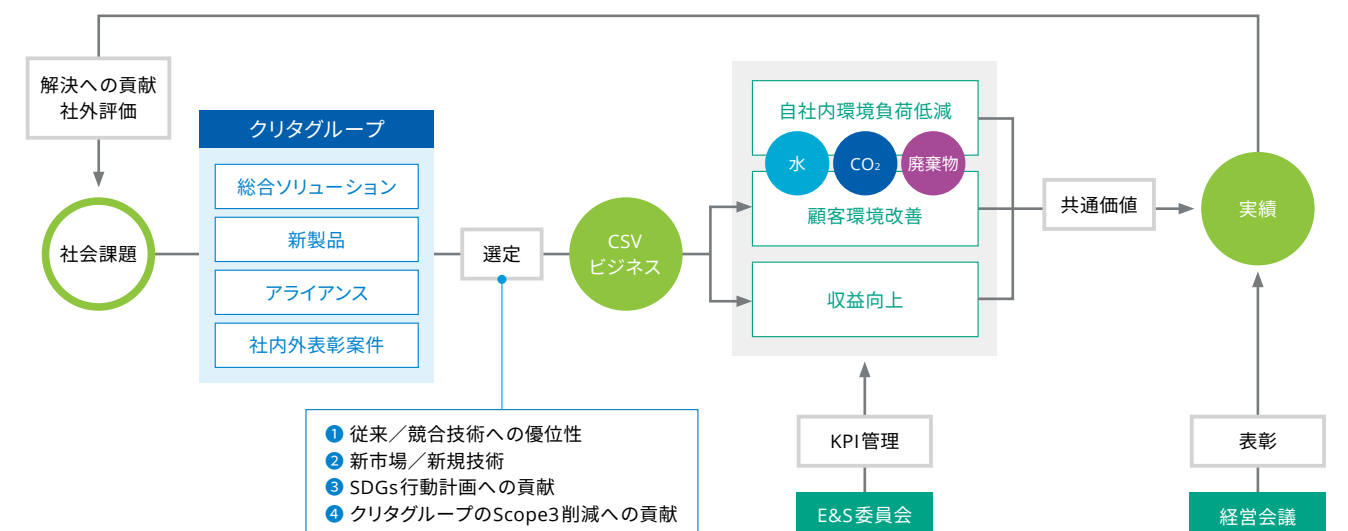 解決への貢献
社外評価
社会課題
クリタグループ
総合ソリューション
新製品
アライアンス
社内外表彰案件
選定
❶ 従来／競合技術への優位性
❷ 新市場／新規技術
❸ SDGs行動計画への貢献
❹ クリタグループのScope3削減への貢献
CSV
ビジネス
自社内環境負荷低減
水
CO₂
廃棄物
顧客環境改善
収益向上
KPI管理
E&S委員会
共通価値
実績
表彰
経営会議